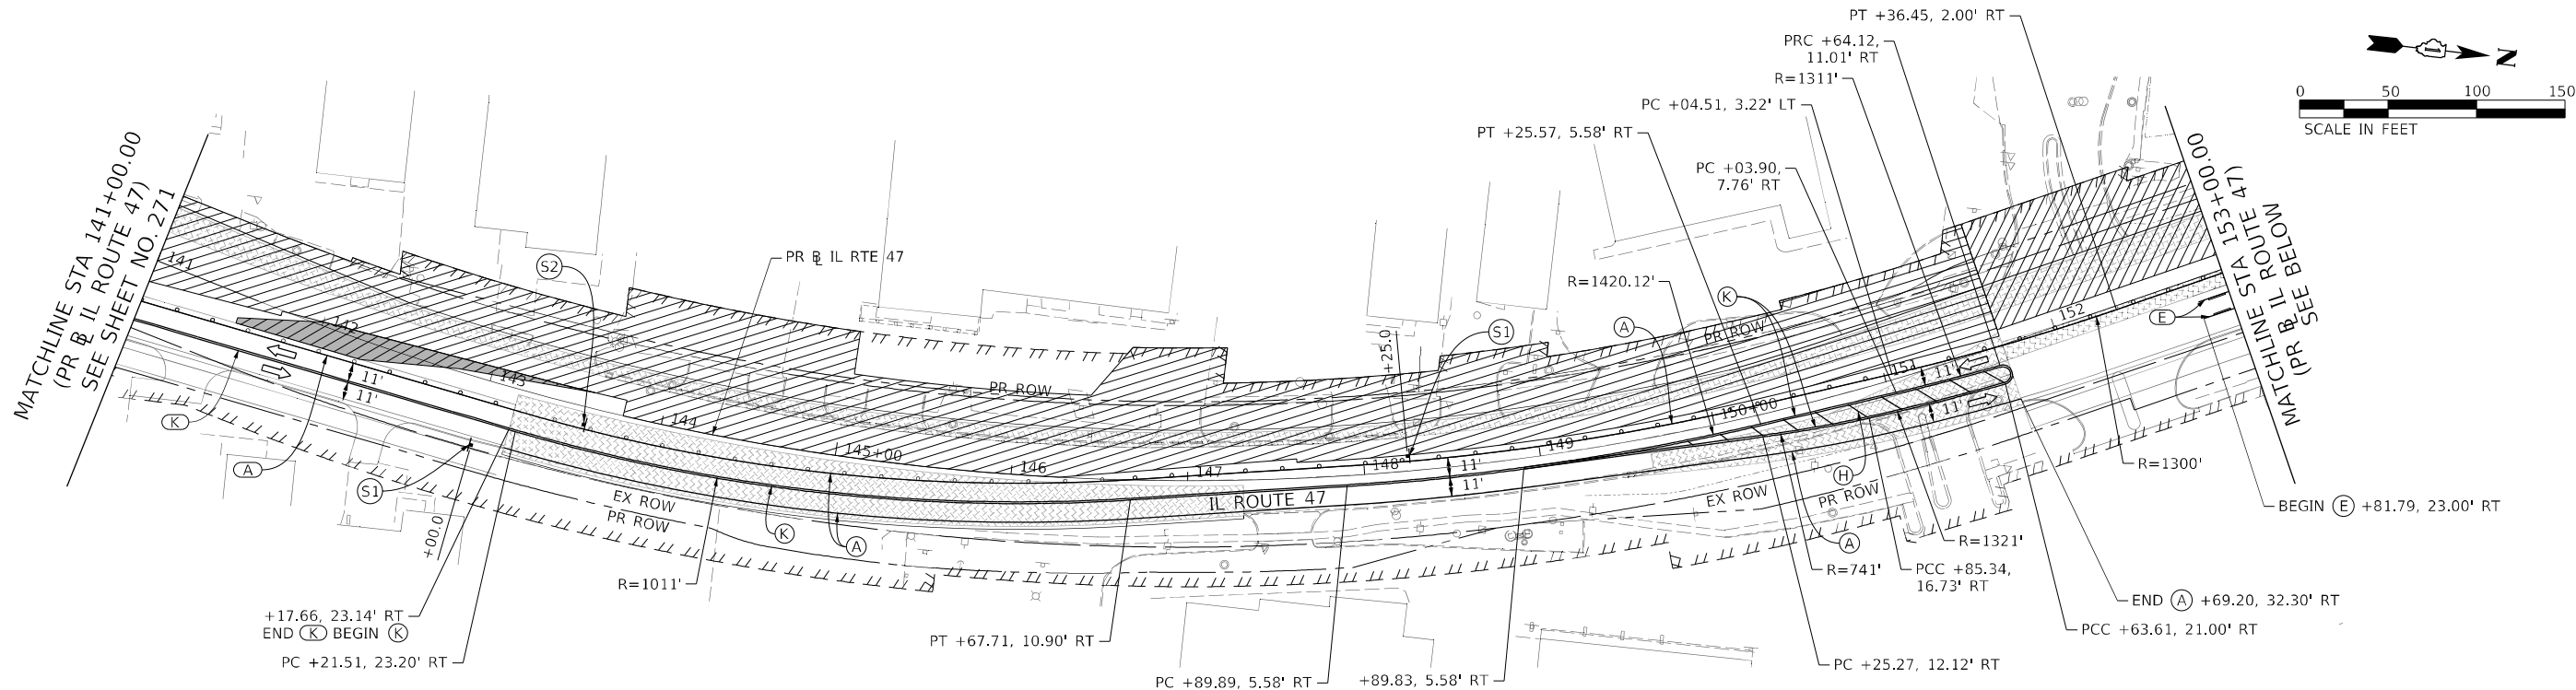 PT +36.45, 2.00' RT
PRC +64.12,
11.01' RT
R=1311'
PC +04.51, 3.22' LT
PT +25.57, 5.58' RT
PC +03.90,
7.76' RT
R=1420.12'
N
0 50 100 150
SCALE IN FEET
MATCHLINE STA 141+00.00
(PR BL IL ROUTE 47)
SEE SHEET NO. 271
MATCHLINE STA 153+00.00
(PR BL IL ROUTE 47)
SEE BELOW
PR BL IL RTE 47
S2
S1
+25.0
A
K
PR ROW
PR ROW
141
142
143
144
145+00
146
147
148
149
150+00
151
152
11'
11'
11'
11'
11'
11'
E
K
A
S1
+00.0
EX ROW
PR ROW
K
A
IL ROUTE 47
EX ROW
PR ROW
H
A
R=1300'
BEGIN E +81.79, 23.00' RT
R=1321'
R=741'
PCC +85.34,
16.73' RT
R=1011'
END A +69.20, 32.30' RT
+17.66, 23.14' RT
END K BEGIN K
PC +21.51, 23.20' RT
PT +67.71, 10.90' RT
PC +89.89, 5.58' RT
+89.83, 5.58' RT
PC +25.27, 12.12' RT
PCC +63.61, 21.00' RT